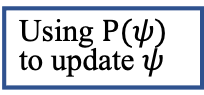 Using P(ψ)
to update ψ